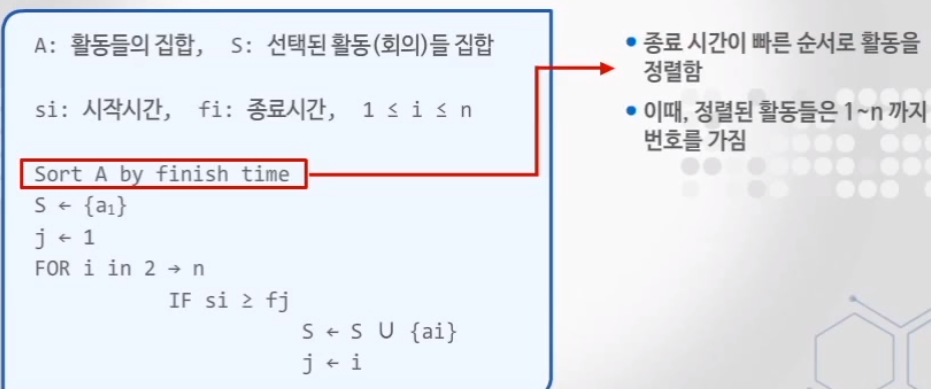 A: 활동들의 집합, S: 선택된 활동(회의)들 집합
si: 시작시간, fi: 종료시간, 1 ≤ i ≤ n
Sort A by finish time
S ← {a₁}
j ← 1
FOR i in 2 → n
IF si ≥ fj
S ← S ∪ {ai}
j ← i
• 종료 시간이 빠른 순서로 활동을
정렬함
• 이때, 정렬된 활동들은 1~n 까지
번호를 가짐